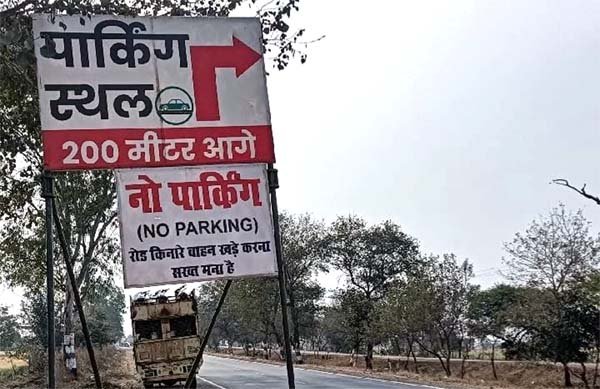 पार्किंग
स्थल
200 मीटर आगे
नो पार्किंग
(NO PARKING)
रोड किनारे वाहन खड़े करना
सख्त मना है